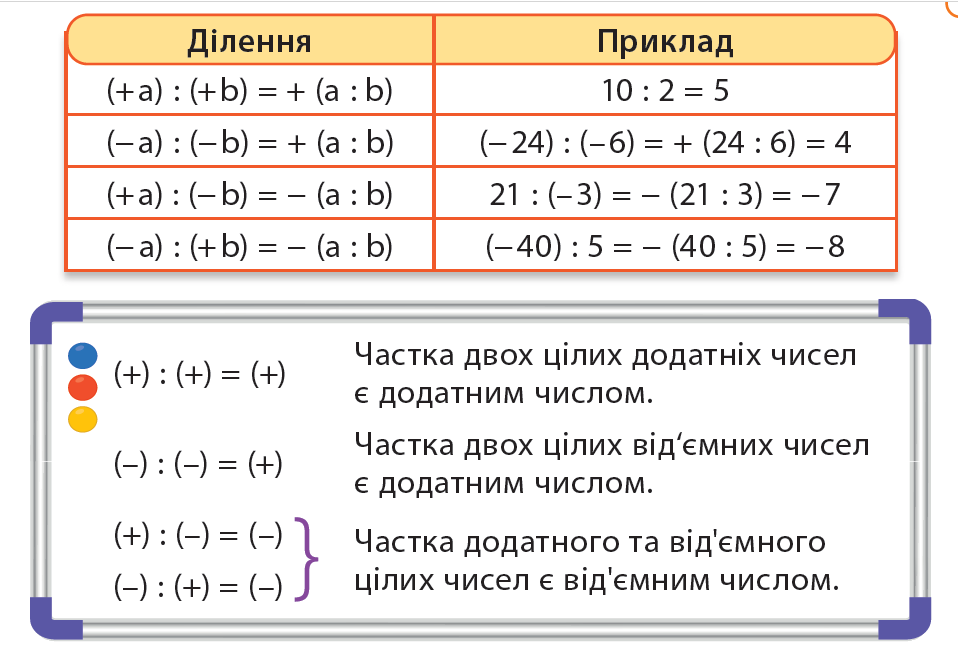 Ділення Приклад
(+a) : (+b) = + (a : b) 10 : 2 = 5
(−a) : (−b) = + (a : b) (−24) : (−6) = + (24 : 6) = 4
(+a) : (−b) = − (a : b) 21 : (−3) = − (21 : 3) = −7
(−a) : (+b) = − (a : b) (−40) : 5 = − (40 : 5) = −8
(+) : (+) = (+)
Частка двох цілих додатніх чисел
є додатним числом.
(–) : (–) = (+)
Частка двох цілих від‘ємних чисел
є додатним числом.
(+) : (–) = (–)
(–) : (+) = (–)
Частка додатного та від'ємного
цілих чисел є від'ємним числом.